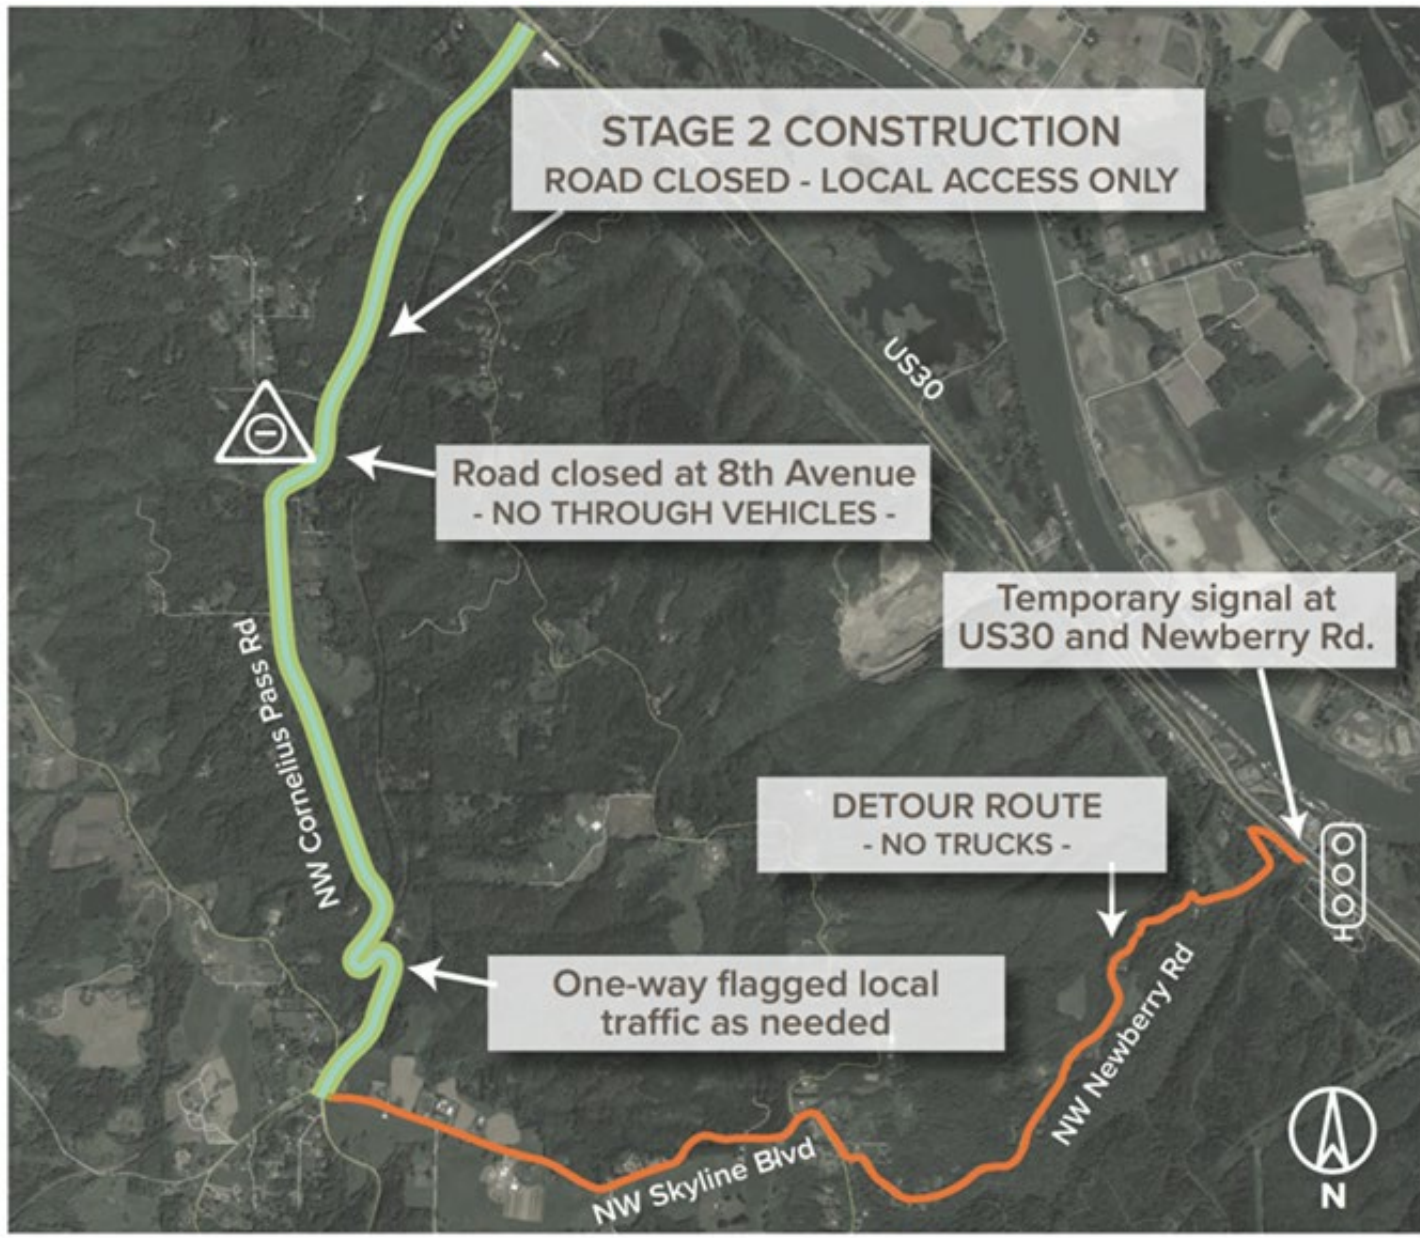 STAGE 2 CONSTRUCTION
ROAD CLOSED - LOCAL ACCESS ONLY
US30
Road closed at 8th Avenue
- NO THROUGH VEHICLES -
Temporary signal at
US30 and Newberry Rd.
NW Cornelius Pass Rd
DETOUR ROUTE
- NO TRUCKS -
One-way flagged local
traffic as needed
NW Newberry Rd
NW Skyline Blvd
N